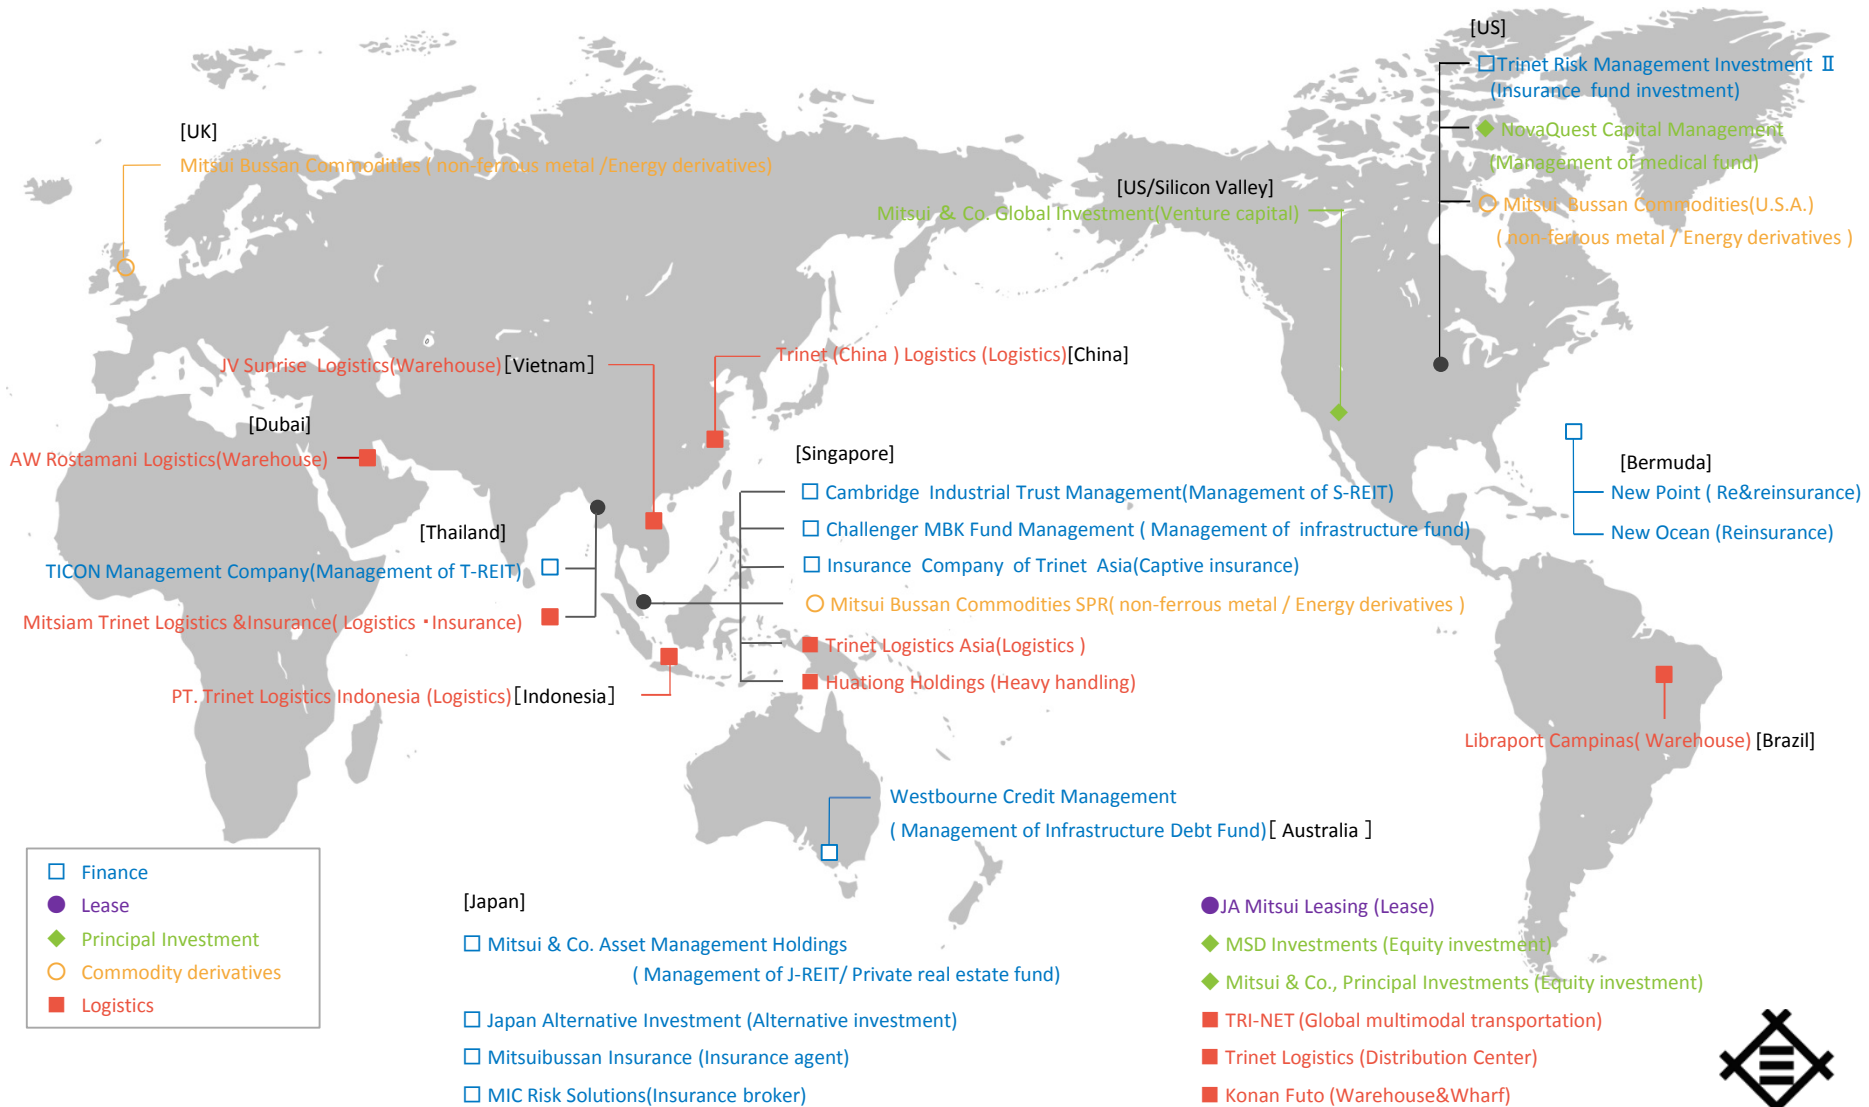 [US]
Trinet Risk Management Investment Ⅱ
(Insurance fund investment)
NovaQuest Capital Management
(Management of medical fund)
Mitsui Bussan Commodities(U.S.A.)
( non-ferrous metal / Energy derivatives )
[UK]
Mitsui Bussan Commodities ( non-ferrous metal /Energy derivatives)
[US/Silicon Valley]
Mitsui & Co. Global Investment(Venture capital)
JV Sunrise Logistics(Warehouse) [Vietnam]
Trinet (China ) Logistics (Logistics)[China]
[Dubai]
AW Rostamani Logistics(Warehouse)
[Singapore]
Cambridge Industrial Trust Management(Management of S-REIT)
Challenger MBK Fund Management ( Management of infrastructure fund)
Insurance Company of Trinet Asia(Captive insurance)
Mitsui Bussan Commodities SPR( non-ferrous metal / Energy derivatives )
Trinet Logistics Asia(Logistics )
Huationg Holdings (Heavy handling)
[Bermuda]
New Point ( Re&reinsurance)
New Ocean (Reinsurance)
[Thailand]
TICON Management Company(Management of T-REIT)
Mitsiam Trinet Logistics &Insurance( Logistics・Insurance)
PT. Trinet Logistics Indonesia (Logistics) [Indonesia]
Libraport Campinas( Warehouse) [Brazil]
Westbourne Credit Management
( Management of Infrastructure Debt Fund) [ Australia ]
Finance
Lease
Principal Investment
Commodity derivatives
Logistics
[Japan]
Mitsui & Co. Asset Management Holdings
( Management of J-REIT/ Private real estate fund)
Japan Alternative Investment (Alternative investment)
Mitsuibussan Insurance (Insurance agent)
MIC Risk Solutions(Insurance broker)
JA Mitsui Leasing (Lease)
MSD Investments (Equity investment)
Mitsui & Co., Principal Investments (Equity investment)
TRI-NET (Global multimodal transportation)
Trinet Logistics (Distribution Center)
Konan Futo (Warehouse&Wharf)